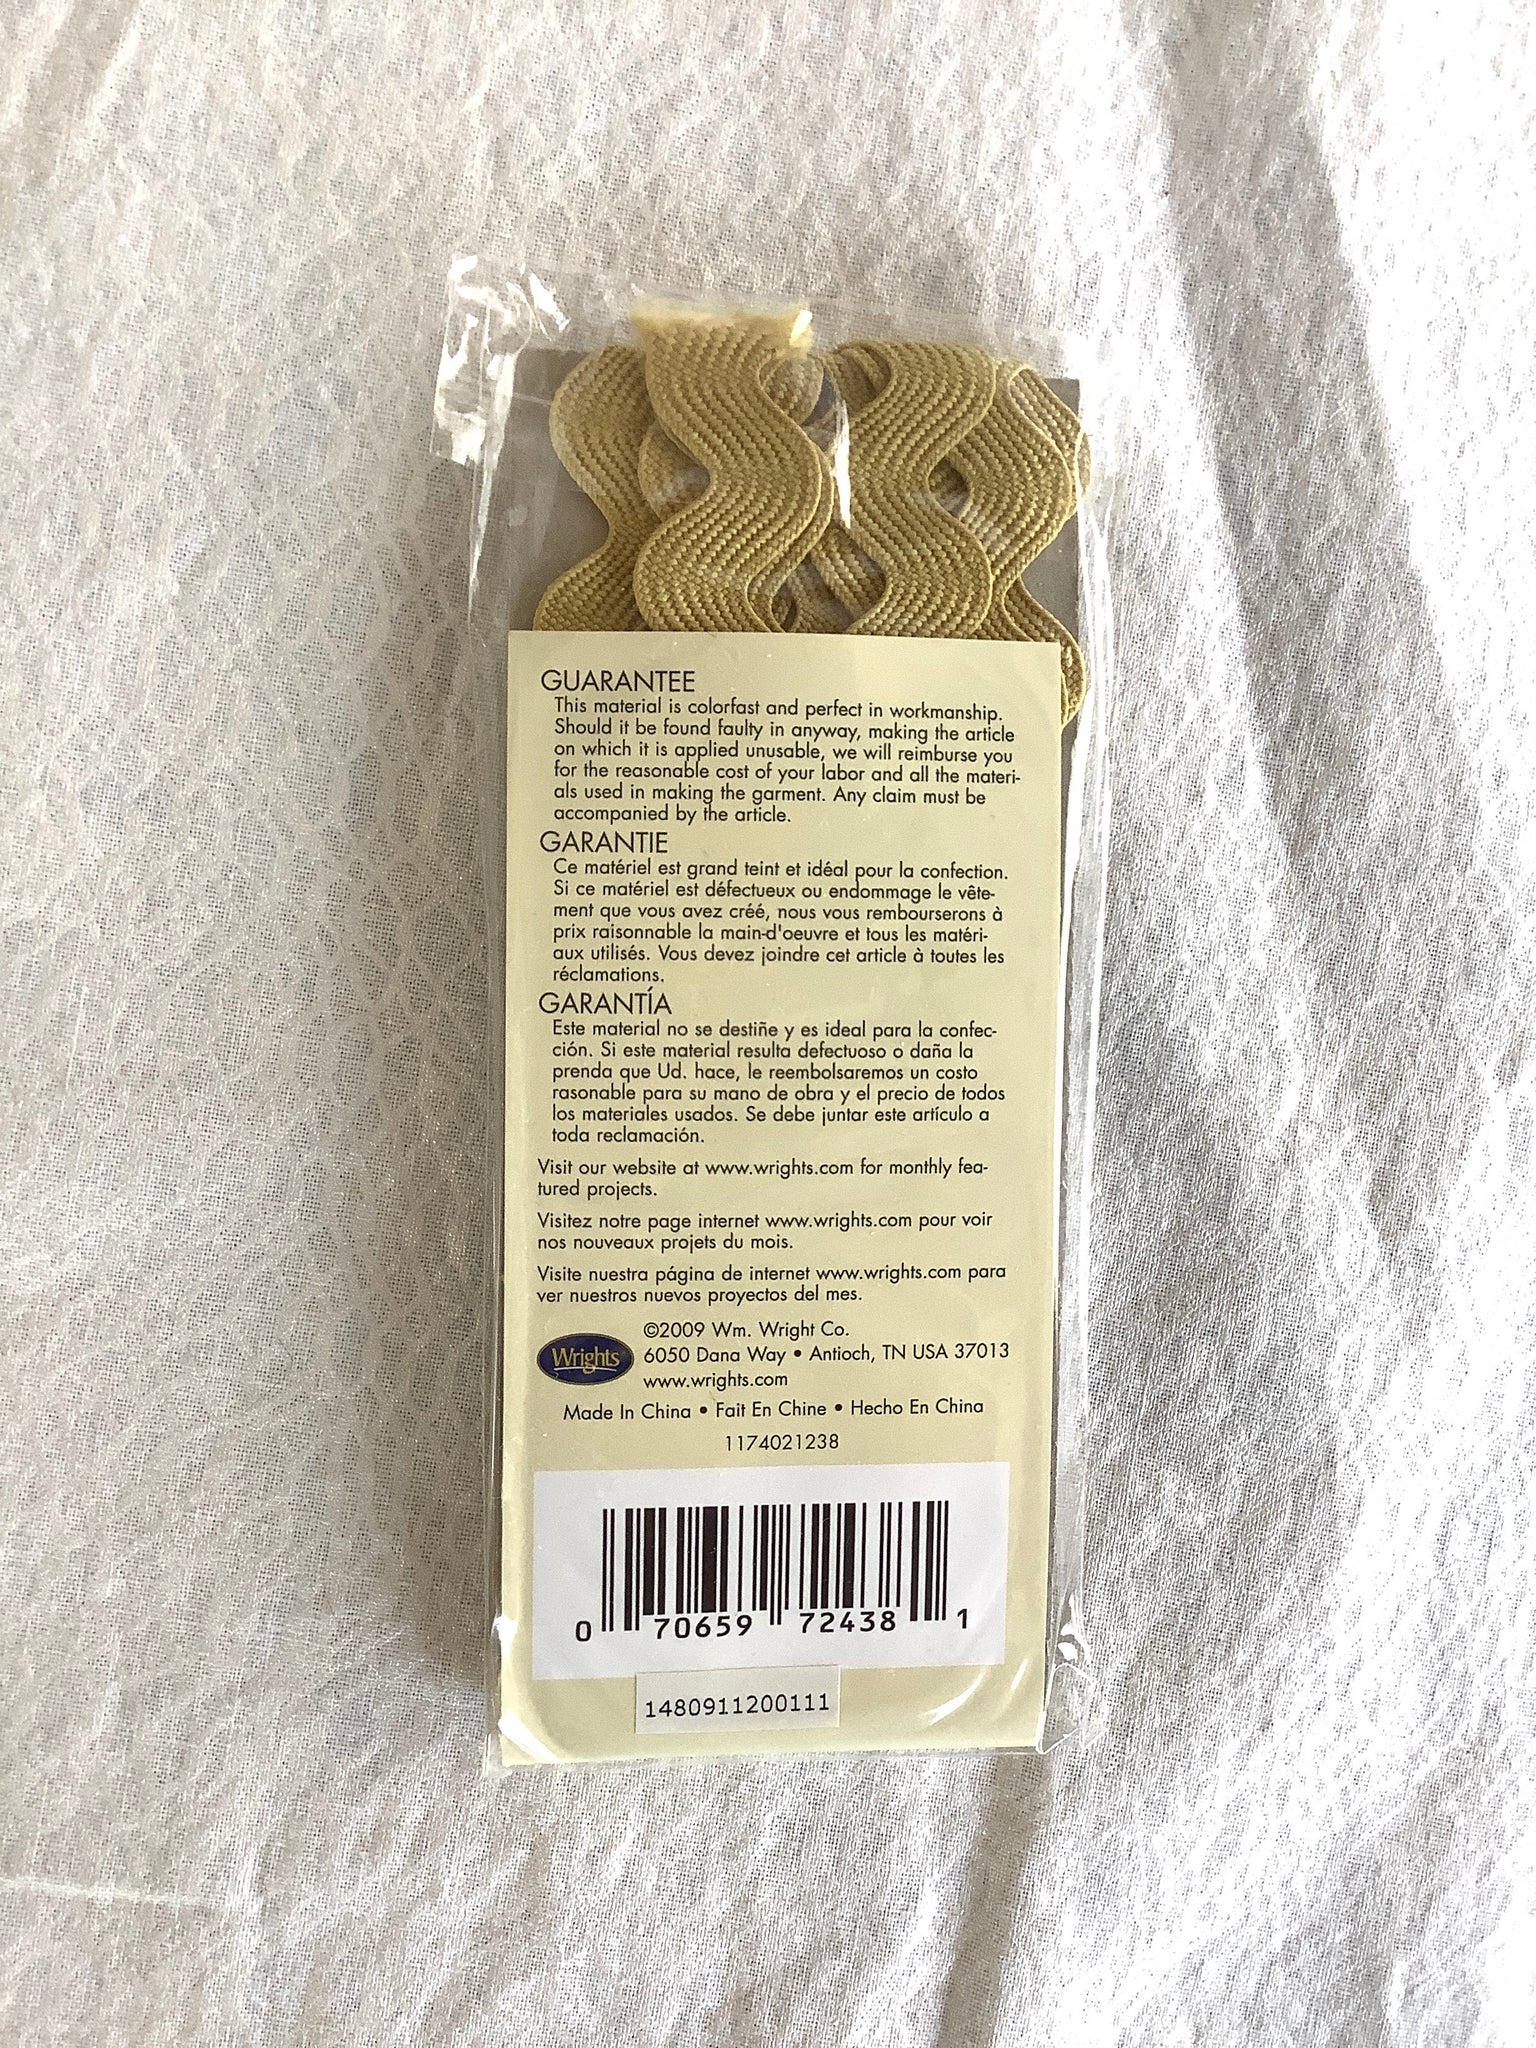 GUARANTEE
This material is colorfast and perfect in workmanship.
Should it be found faulty in anyway, making the article
on which it is applied unusable, we will reimburse you
for the reasonable cost of your labor and all the materi-
als used in making the garment. Any claim must be
accompanied by the article.
GARANTIE
Ce matériel est grand teint et idéal pour la confection.
Si ce matériel est défectueux ou endommage le vête-
ment que vous avez créé, nous vous rembourserons à
prix raisonnable la main-d'oeuvre et tous les matéri-
aux utilisés. Vous devez joindre cet article à toutes les
réclamations.
GARANTÍA
Este material no se destiñe y es ideal para la confec-
ción. Si este material resulta defectuoso o daña la
prenda que Ud. hace, le reembolsaremos un costo
rasonable para su mano de obra y el precio de todos
los materiales usados. Se debe juntar este artículo a
toda reclamación.
Visit our website at www.wrights.com for monthly fea-
tured projects.
Visitez notre page internet www.wrights.com pour voir
nos nouveaux projets du mois.
Visite nuestra página de internet www.wrights.com para
ver nuestros nuevos proyectos del mes.
Wrights
©2009 Wm. Wright Co.
6050 Dana Way • Antioch, TN USA 37013
www.wrights.com
Made In China • Fait En Chine • Hecho En China
1174021238
0 70659 72438 1
1480911200111